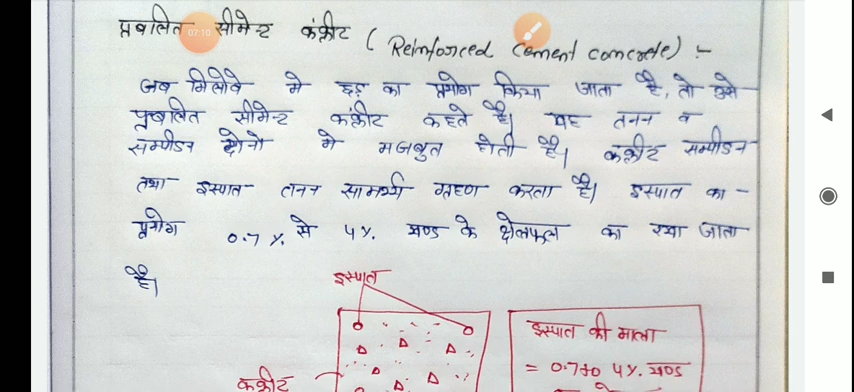 प्रबलित सीमेन्ट कंक्रीट ( Reinforced Cement concrete) :-
07:10
जब मिलावे मे छड़ का प्रयोग किया जाता है, तो उसे
प्रबलित सीमेन्ट कंक्रीट कहते है। यह तनन व
सम्पीडन दोनो मे मजबुत होती है। कंक्रीट सम्पीडन
तथा इस्पात तनन सामर्थ्य ग्रहण करता है। इस्पात का -
प्रयोग 0.7 %. से 4%. खण्ड के क्षेत्रफल का रखा जाता
है।
इस्पात
इस्पात की मात्रा
= 0.7 to 4%. खण्ड
कंक्रीट